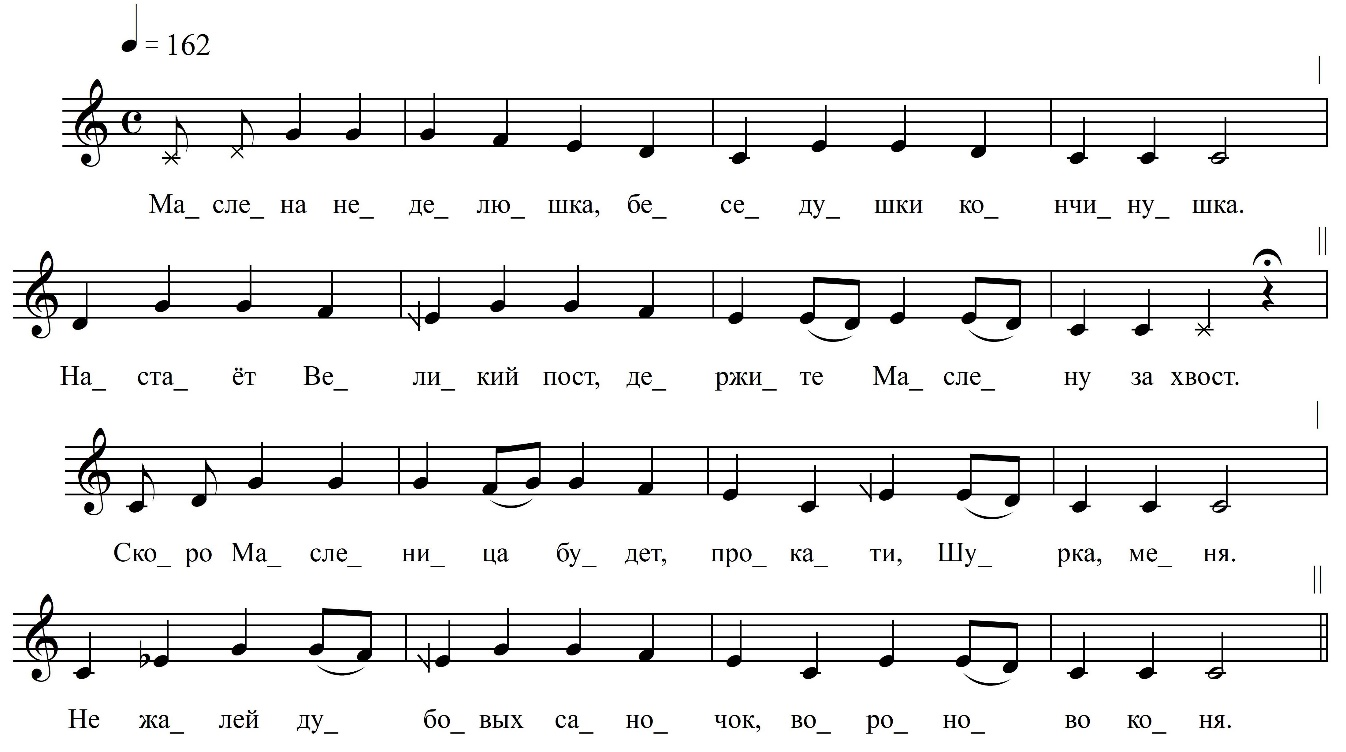 = 162
Ма_ сле_ на не_ де_ лю_ шка, бе_ се_ ду_ шки ко_ нчи_ ну_ шка.
На_ ста_ ёт Ве_ ли_ кий пост, де_ ржи_ те Ма_ сле_ ну за хвост.
Ско_ ро Ма_ сле_ ни_ ца бу_ дет, про_ ка_ ти, Шу_ рка, ме_ ня.
Не жа_ лей ду_ бо_ вых са_ но_ чок, во_ ро_ но_ во ко_ ня.